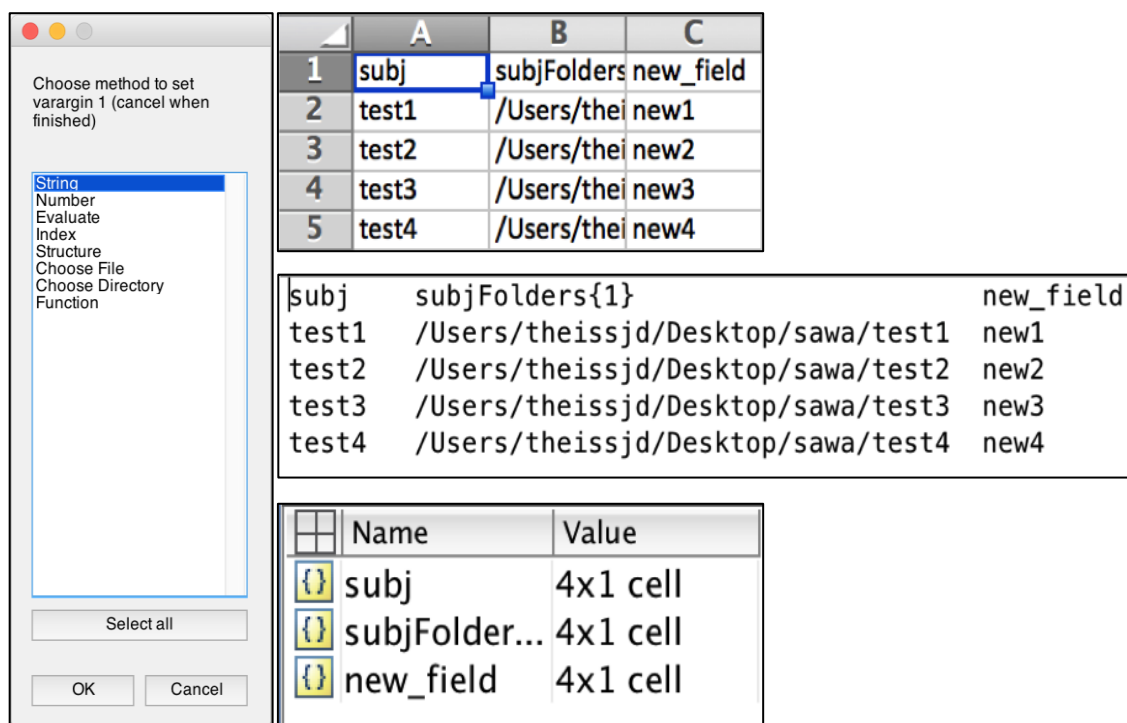 Choose method to set
varargin 1 (cancel when
finished)
String
Number
Evaluate
Index
Structure
Choose File
Choose Directory
Function
Select all
OK Cancel
A B C
1 subj subjFolders new_field
2 test1 /Users/thei new1
3 test2 /Users/thei new2
4 test3 /Users/thei new3
5 test4 /Users/thei new4
subj subjFolders{1} new_field
test1 /Users/theissjd/Desktop/sawa/test1 new1
test2 /Users/theissjd/Desktop/sawa/test2 new2
test3 /Users/theissjd/Desktop/sawa/test3 new3
test4 /Users/theissjd/Desktop/sawa/test4 new4
Name Value
{} subj 4x1 cell
{} subjFolder... 4x1 cell
{} new_field 4x1 cell